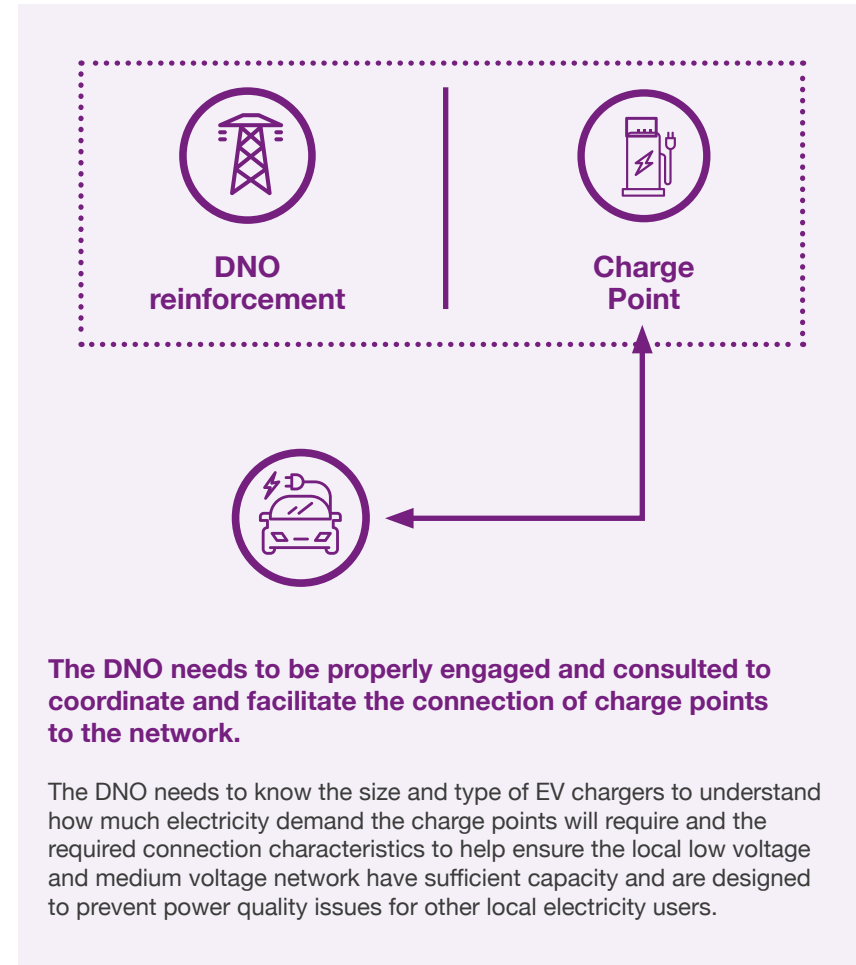 DNO
reinforcement
Charge
Point
The DNO needs to be properly engaged and consulted to
coordinate and facilitate the connection of charge points
to the network.
The DNO needs to know the size and type of EV chargers to understand
how much electricity demand the charge points will require and the
required connection characteristics to help ensure the local low voltage
and medium voltage network have sufficient capacity and are designed
to prevent power quality issues for other local electricity users.